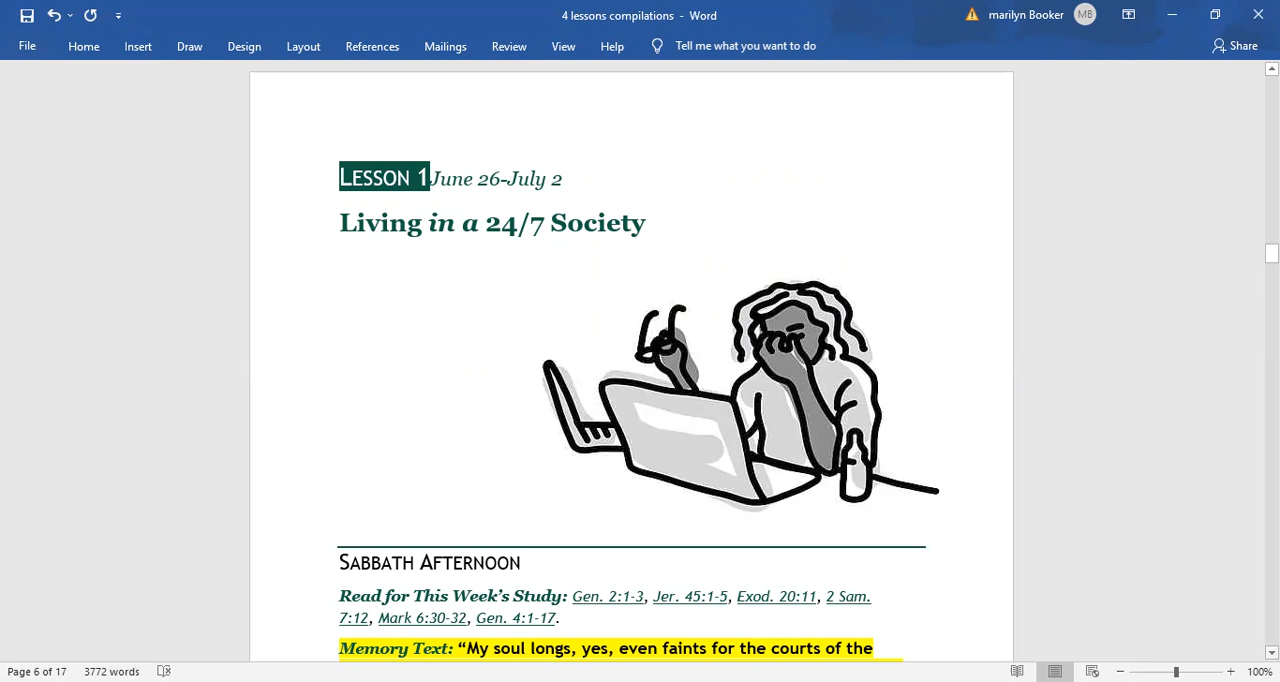 4 lessons compilations - Word
marilyn Booker
MB
File Home Insert Draw Design Layout References Mailings Review View Help Tell me what you want to do
Share
LESSON 1 June 26-July 2
Living in a 24/7 Society
SABBATH AFTERNOON
Read for This Week's Study: Gen. 2:1-3, Jer. 45:1-5, Exod. 20:11, 2 Sam.
7:12, Mark 6:30-32, Gen. 4:1-17.
Memory Text: “My soul longs, yes, even faints for the courts of the
Page 6 of 17 3772 words
100%